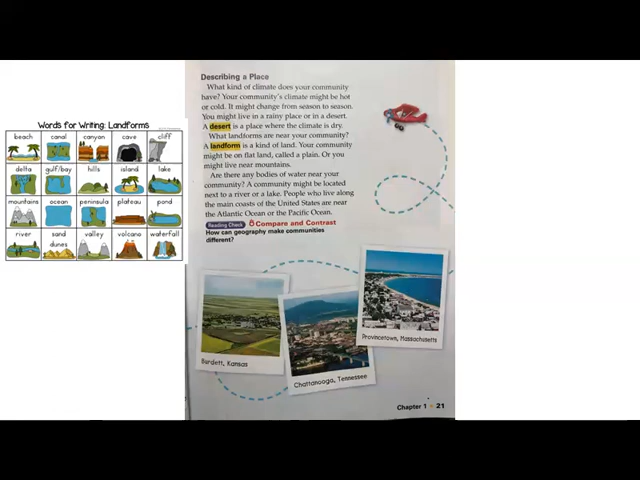 Words for Writing: Landforms
beach canal canyon cave cliff
delta gulf/bay hills island lake
mountains ocean peninsula plateau pond
river sand dunes valley volcano waterfall
Describing a Place
What kind of climate does your community
have? Your community's climate might be hot
or cold. It might change from season to season.
You might live in a rainy place or in a desert.
A desert is a place where the climate is dry.
What landforms are near your community?
A landform is a kind of land. Your community
might be on flat land, called a plain. Or you
might live near mountains.
Are there any bodies of water near your
community? A community might be located
next to a river or a lake. People who live along
the main coasts of the United States are near
the Atlantic Ocean or the Pacific Ocean.
Reading Check Compare and Contrast
How can geography make communities
different?
Burdett, Kansas
Chattanooga, Tennessee
Provincetown, Massachusetts
Chapter 1 • 21